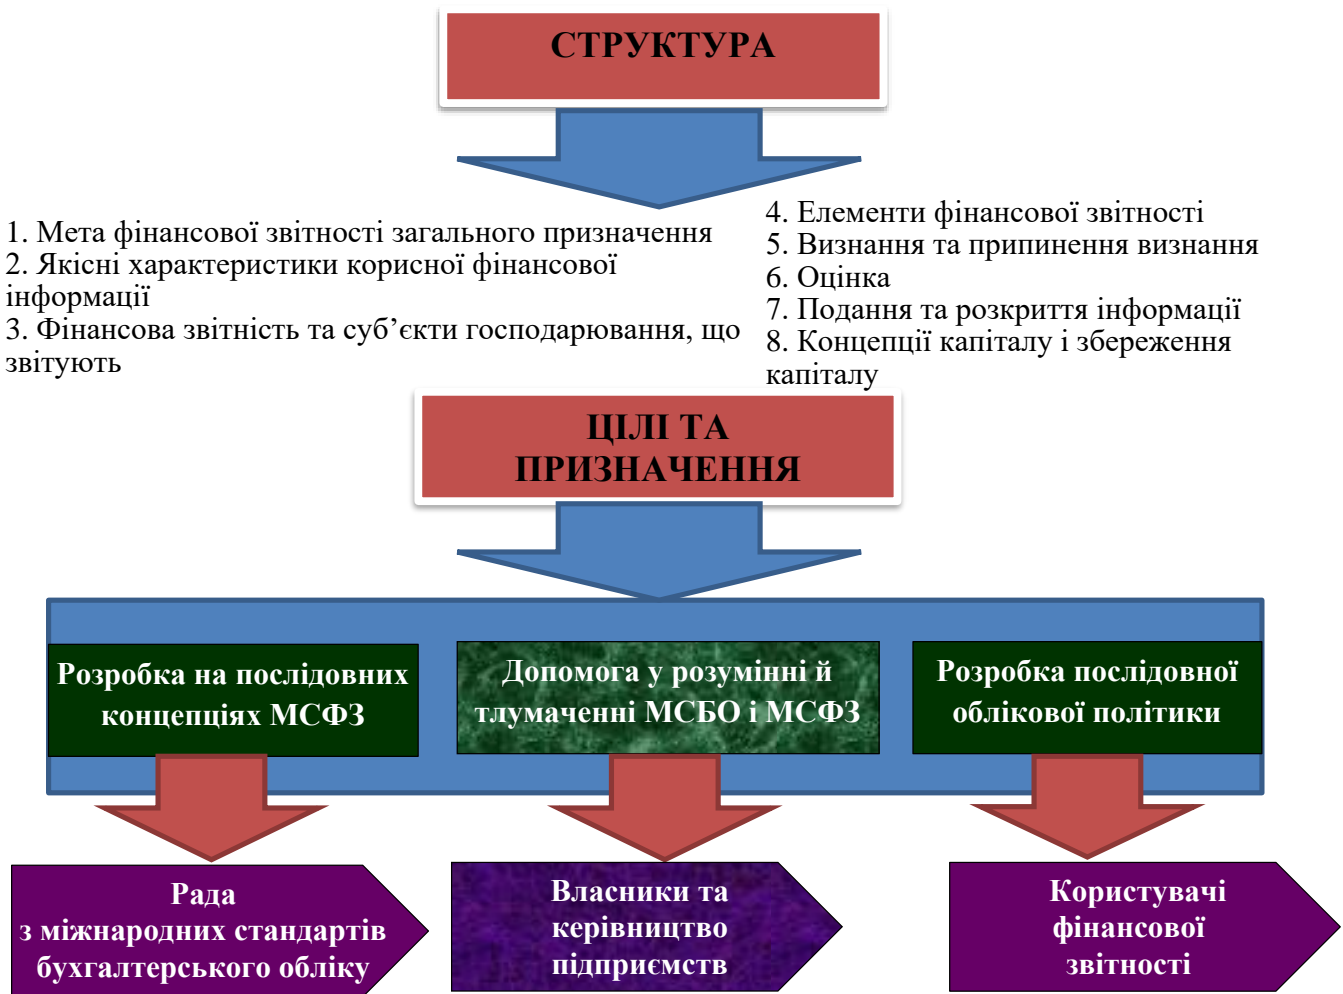 СТРУКТУРА
1. Мета фінансової звітності загального призначення
2. Якісні характеристики корисної фінансової
інформації
3. Фінансова звітність та суб’єкти господарювання, що
звітують
4. Елементи фінансової звітності
5. Визнання та припинення визнання
6. Оцінка
7. Подання та розкриття інформації
8. Концепції капіталу і збереження
капіталу
ЦІЛІ ТА
ПРИЗНАЧЕННЯ
Розробка на послідовних
концепціях МСФЗ
Допомога у розумінні й
тлумаченні МСБО і МСФЗ
Розробка послідовної
облікової політики
Рада
з міжнародних стандартів
бухгалтерського обліку
Власники та
керівництво
підприємств
Користувачі
фінансової
звітності